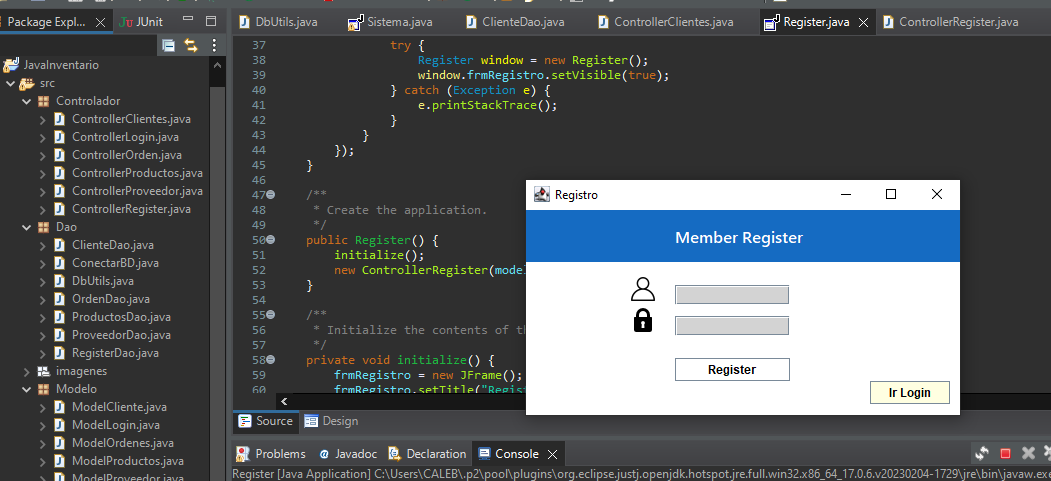 Package Expl...
JUnit
JavaInventario
src
Controlador
ControllerClientes.java
ControllerLogin.java
ControllerOrden.java
ControllerProductos.java
ControllerProveedor.java
ControllerRegister.java
Dao
ClienteDao.java
ConectarBD.java
DbUtils.java
OrdenDao.java
ProductosDao.java
ProveedorDao.java
RegisterDao.java
imagenes
Modelo
ModelCliente.java
ModelLogin.java
ModelOrdenes.java
ModelProductos.java
ModelProveedor.java
DbUtils.java Sistema.java ClienteDao.java ControllerClientes.java Register.java ControllerRegister.java
37 try {
38 Register window = new Register();
39 window.frmRegistro.setVisible(true);
40 } catch (Exception e) {
41 e.printStackTrace();
42 }
43 }
44 });
45 }
46
47 /**
48 * Create the application.
49 */
50 public Register() {
51 initialize();
52 new ControllerRegister(model
53 }
54
55 /**
56 * Initialize the contents of th
57 */
58 private void initialize() {
59 frmRegistro = new JFrame();
60 frmRegistro.setTitle("Regist
Registro
Member Register
Register
Ir Login
Source Design
Problems Javadoc Declaration Console
Register [Java Application] C:\Users\CALEB\.p2\pool\plugins\org.eclipse.justj.openjdk.hotspot.jre.full.win32.x86_64_17.0.6.v20230204-1729\jre\bin\javaw.exe